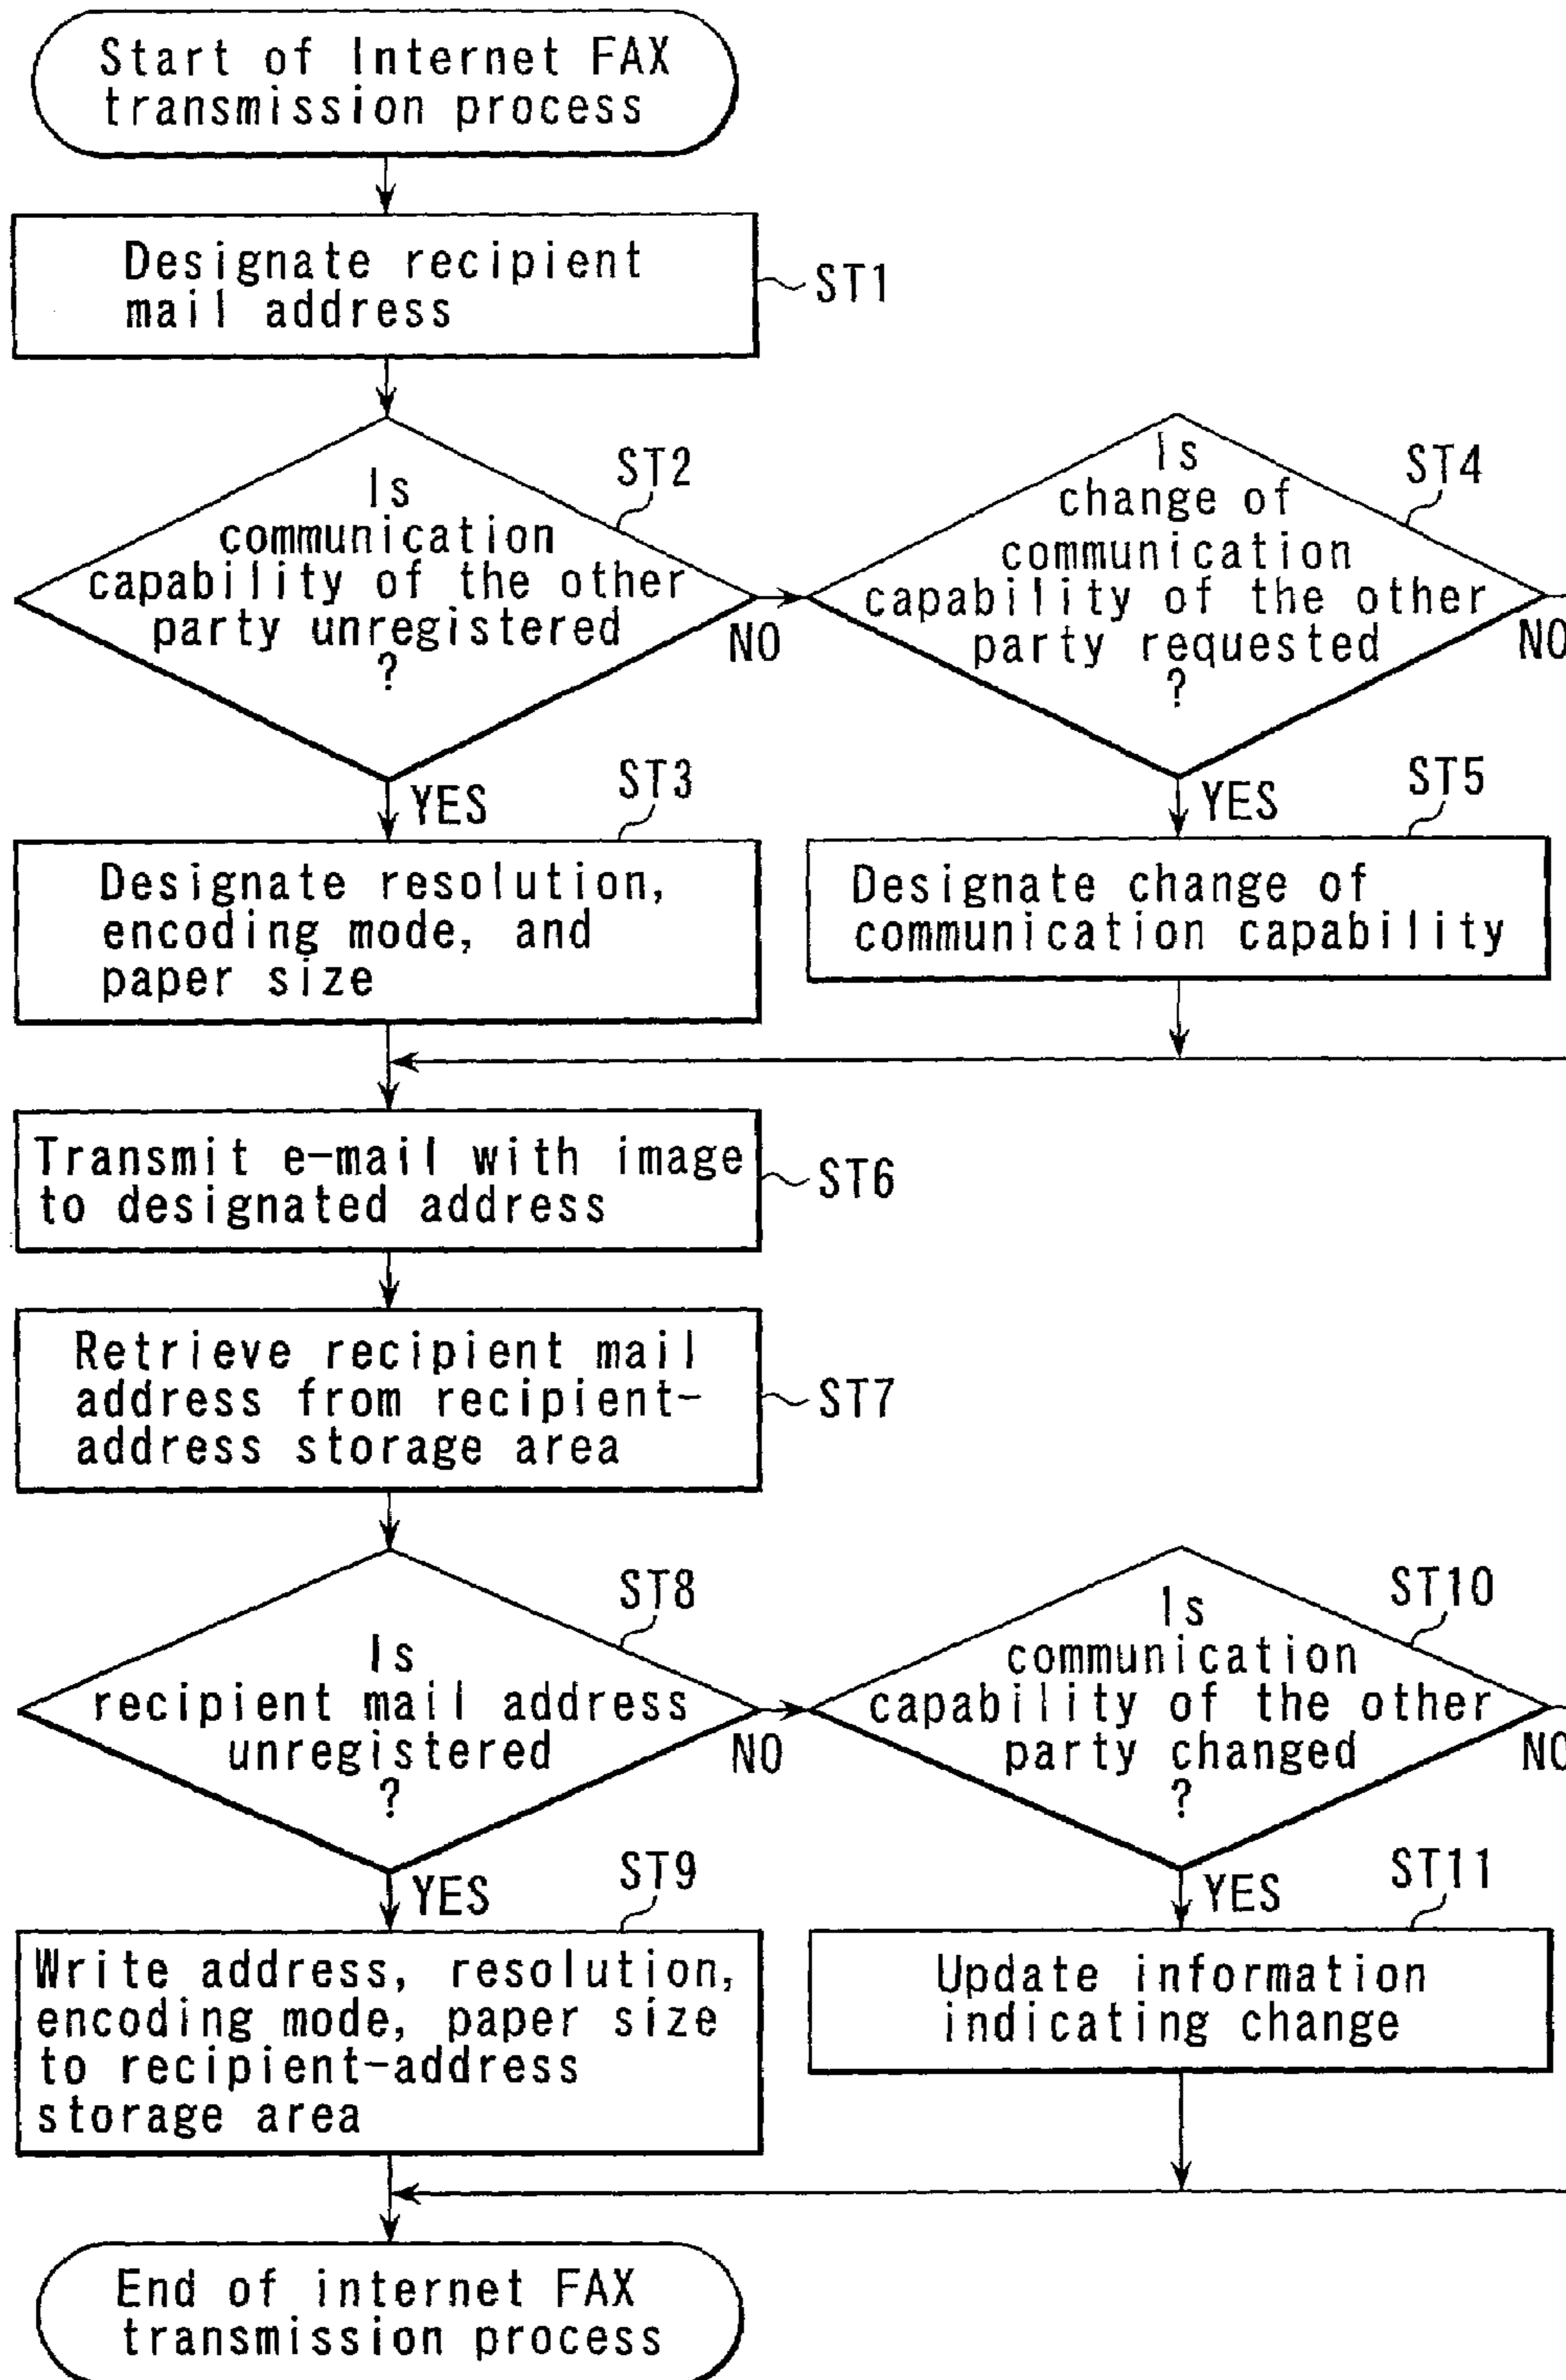 Start of Internet FAX
transmission process
Designate recipient
mail address
ST1
Is
communication
capability of the other
party unregistered
?
ST2
NO
YES
Is
change of
communication
capability of the other
party requested
?
ST4
NO
YES
ST3
Designate resolution,
encoding mode, and
paper size
ST5
Designate change of
communication capability
Transmit e-mail with image
to designated address
ST6
Retrieve recipient mail
address from recipient-
address storage area
ST7
Is
recipient mail address
unregistered
?
ST8
NO
YES
Is
communication
capability of the other
party changed
?
ST10
NO
YES
ST9
Write address, resolution,
encoding mode, paper size
to recipient-address
storage area
ST11
Update information
indicating change
End of internet FAX
transmission process